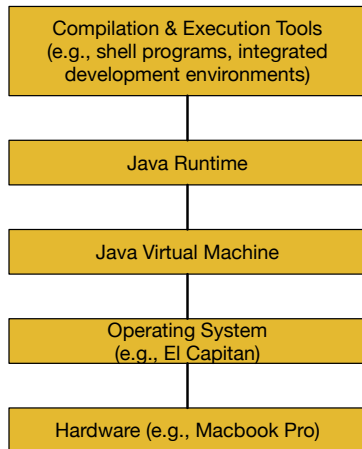 Compilation & Execution Tools
(e.g., shell programs, integrated
development environments)
Java Runtime
Java Virtual Machine
Operating System
(e.g., El Capitan)
Hardware (e.g., Macbook Pro)